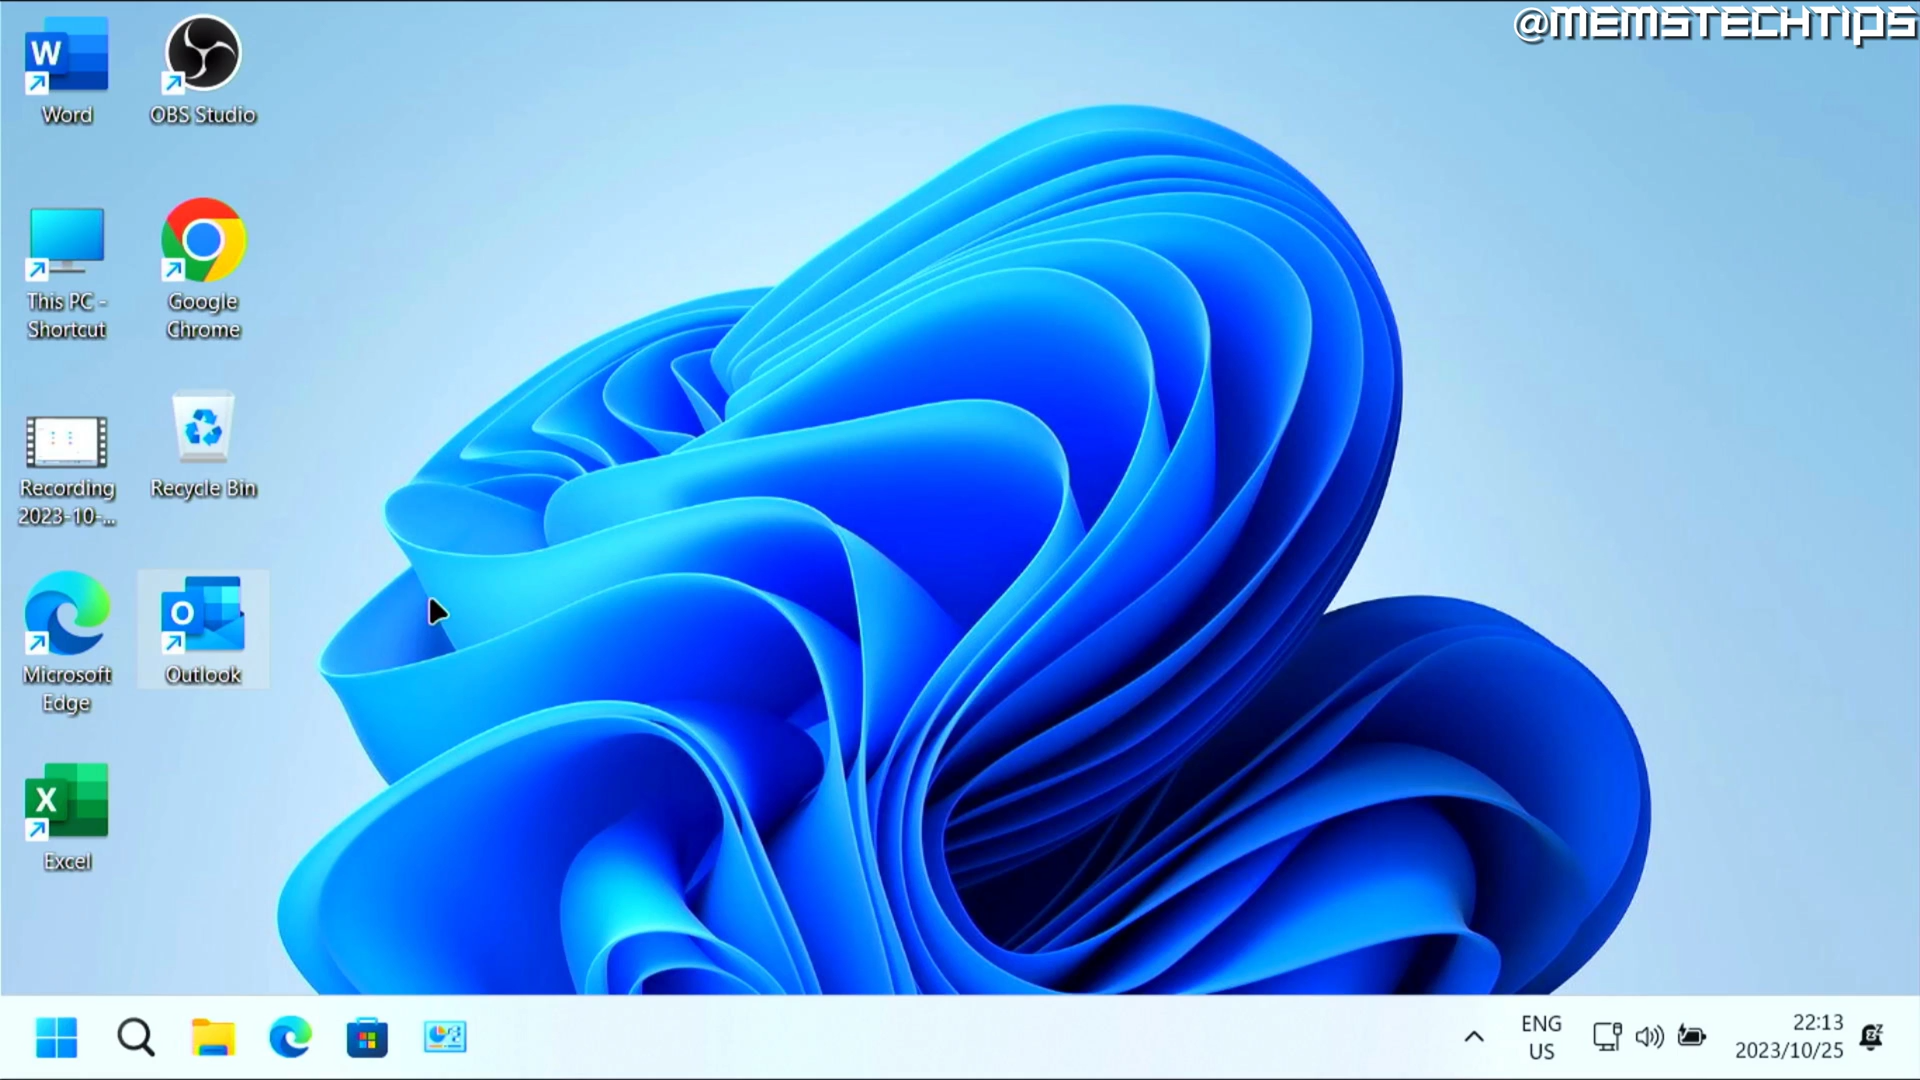 @MEMSTECHTIPS
W
Word
OBS Studio
This PC -
Shortcut
Google
Chrome
Recording
2023-10-...
Recycle Bin
Microsoft
Edge
O
Outlook
X
Excel
ENG
US
22:13
2023/10/25